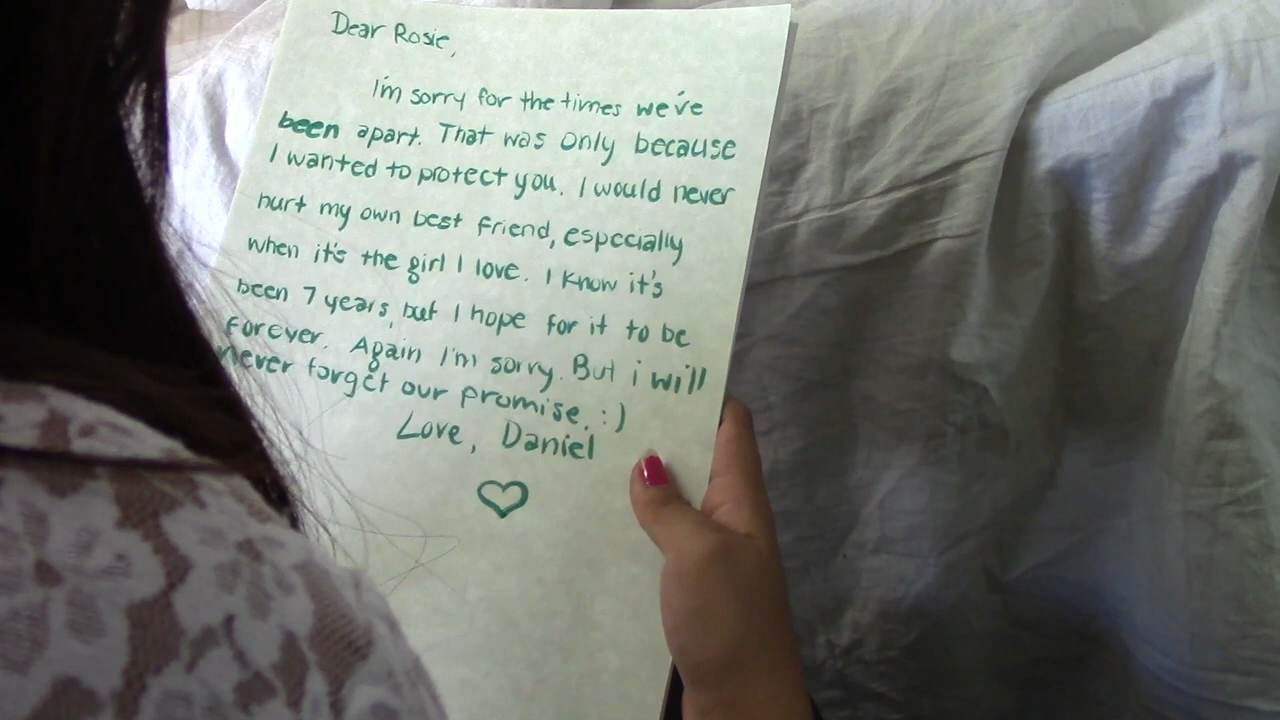 Dear Rosie,
I'm sorry for the times we've
been apart. That was only because
I wanted to protect you. I would never
hurt my own best friend, especially
when it's the girl I love. I know it's
been 7 years, but I hope for it to be
forever. Again I'm sorry. But i will
never forget our promise. :)
Love, Daniel